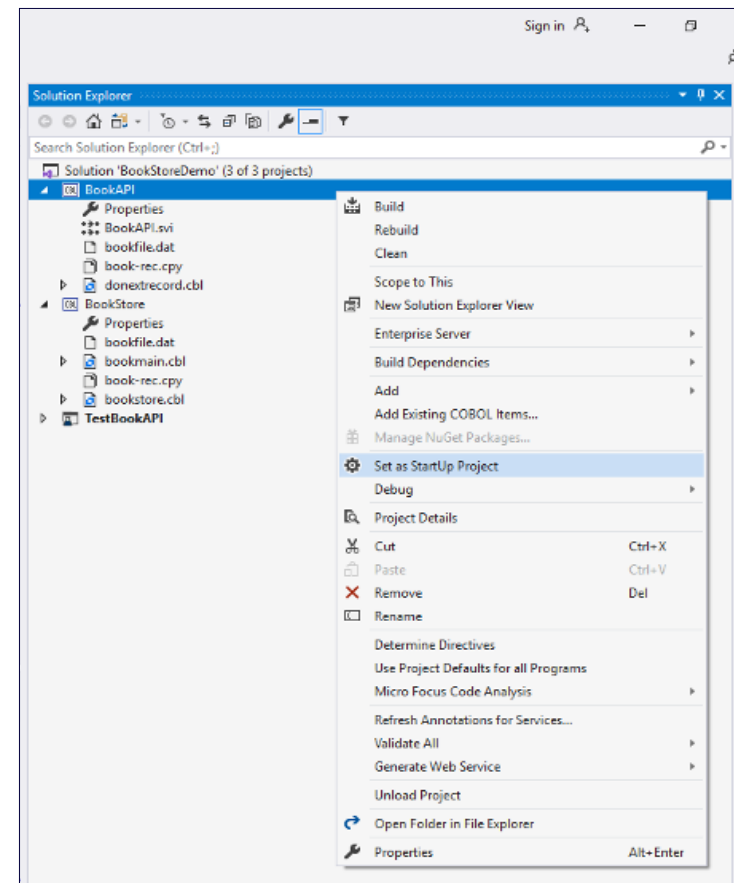 Sign in
Solution Explorer
Search Solution Explorer (Ctrl+;)
Solution 'BookStoreDemo' (3 of 3 projects)
BookAPI
Properties
BookAPI.svi
bookfile.dat
book-rec.cpy
donextrecord.cbl
BookStore
Properties
bookfile.dat
bookmain.cbl
book-rec.cpy
bookstore.cbl
TestBookAPI
Build
Rebuild
Clean
Scope to This
New Solution Explorer View
Enterprise Server
Build Dependencies
Add
Add Existing COBOL Items...
Manage NuGet Packages...
Set as StartUp Project
Debug
Project Details
Cut Ctrl+X
Paste Ctrl+V
Remove Del
Rename
Determine Directives
Use Project Defaults for all Programs
Micro Focus Code Analysis
Refresh Annotations for Services...
Validate All
Generate Web Service
Unload Project
Open Folder in File Explorer
Properties Alt+Enter